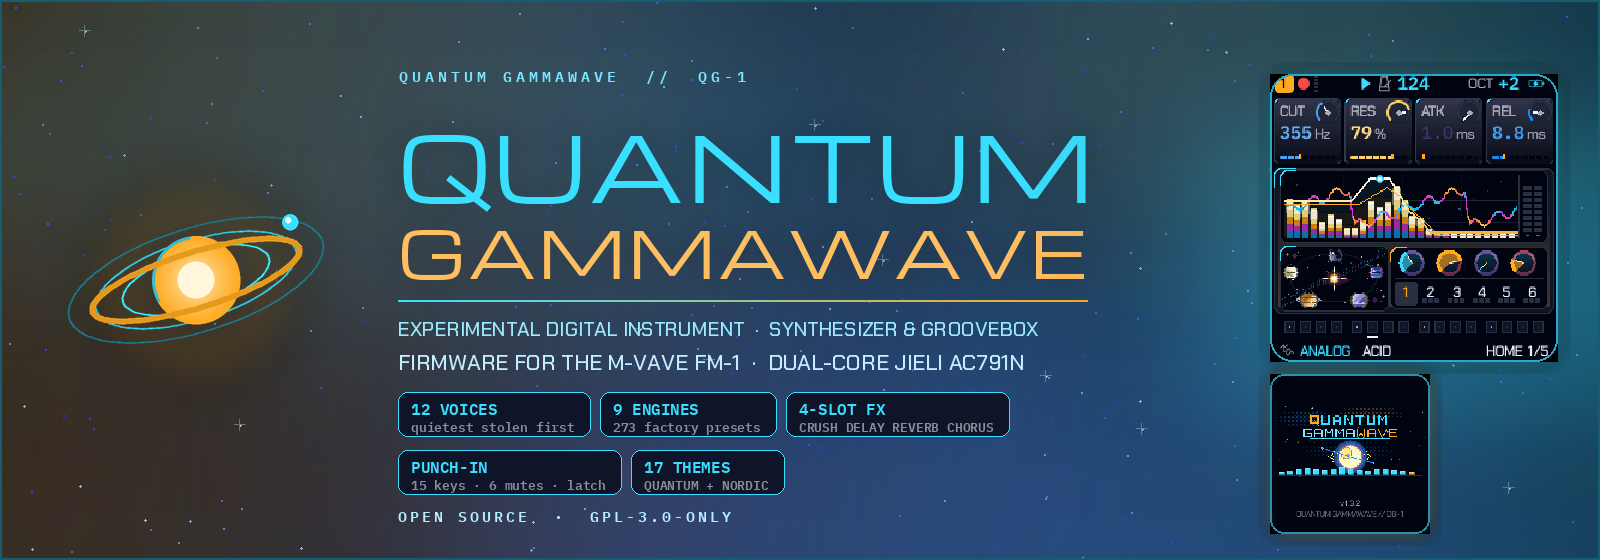 QUANTUM GAMMAWAVE // QG-1
QUANTUM
GAMMAWAVE
EXPERIMENTAL DIGITAL INSTRUMENT · SYNTHESIZER & GROOVEBOX
FIRMWARE FOR THE M-VAVE FM-1 · DUAL-CORE JIELI AC791N
12 VOICES
quietest stolen first
9 ENGINES
273 factory presets
4-SLOT FX
CRUSH DELAY REVERB CHORUS
PUNCH-IN
15 keys · 6 mutes · latch
17 THEMES
QUANTUM + NORDIC
OPEN SOURCE · GPL-3.0-ONLY
1 124 OCT +2
CUT RES ATK REL
355 Hz 79 % 1.0 ms 8.8 ms
1 2 3 4 5 6
ANALOG ACID HOME 1/5
QUANTUM
GAMMAWAVE
v1.3.2
QUANTUM GAMMAWAVE // QG-1